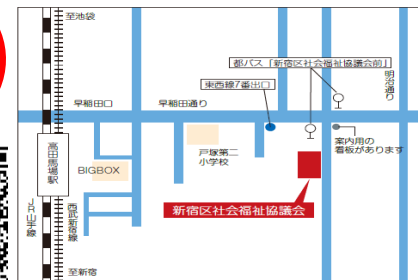 至池袋
都バス「新宿区社会福祉協議会前」
明治通り
東西線7番出口
早稲田口
早稲田通り
高田馬場駅
BIGBOX
戸塚第二
小学校
案内用の
看板があります
JR山手線
西武新宿線
新宿区社会福祉協議会
至新宿